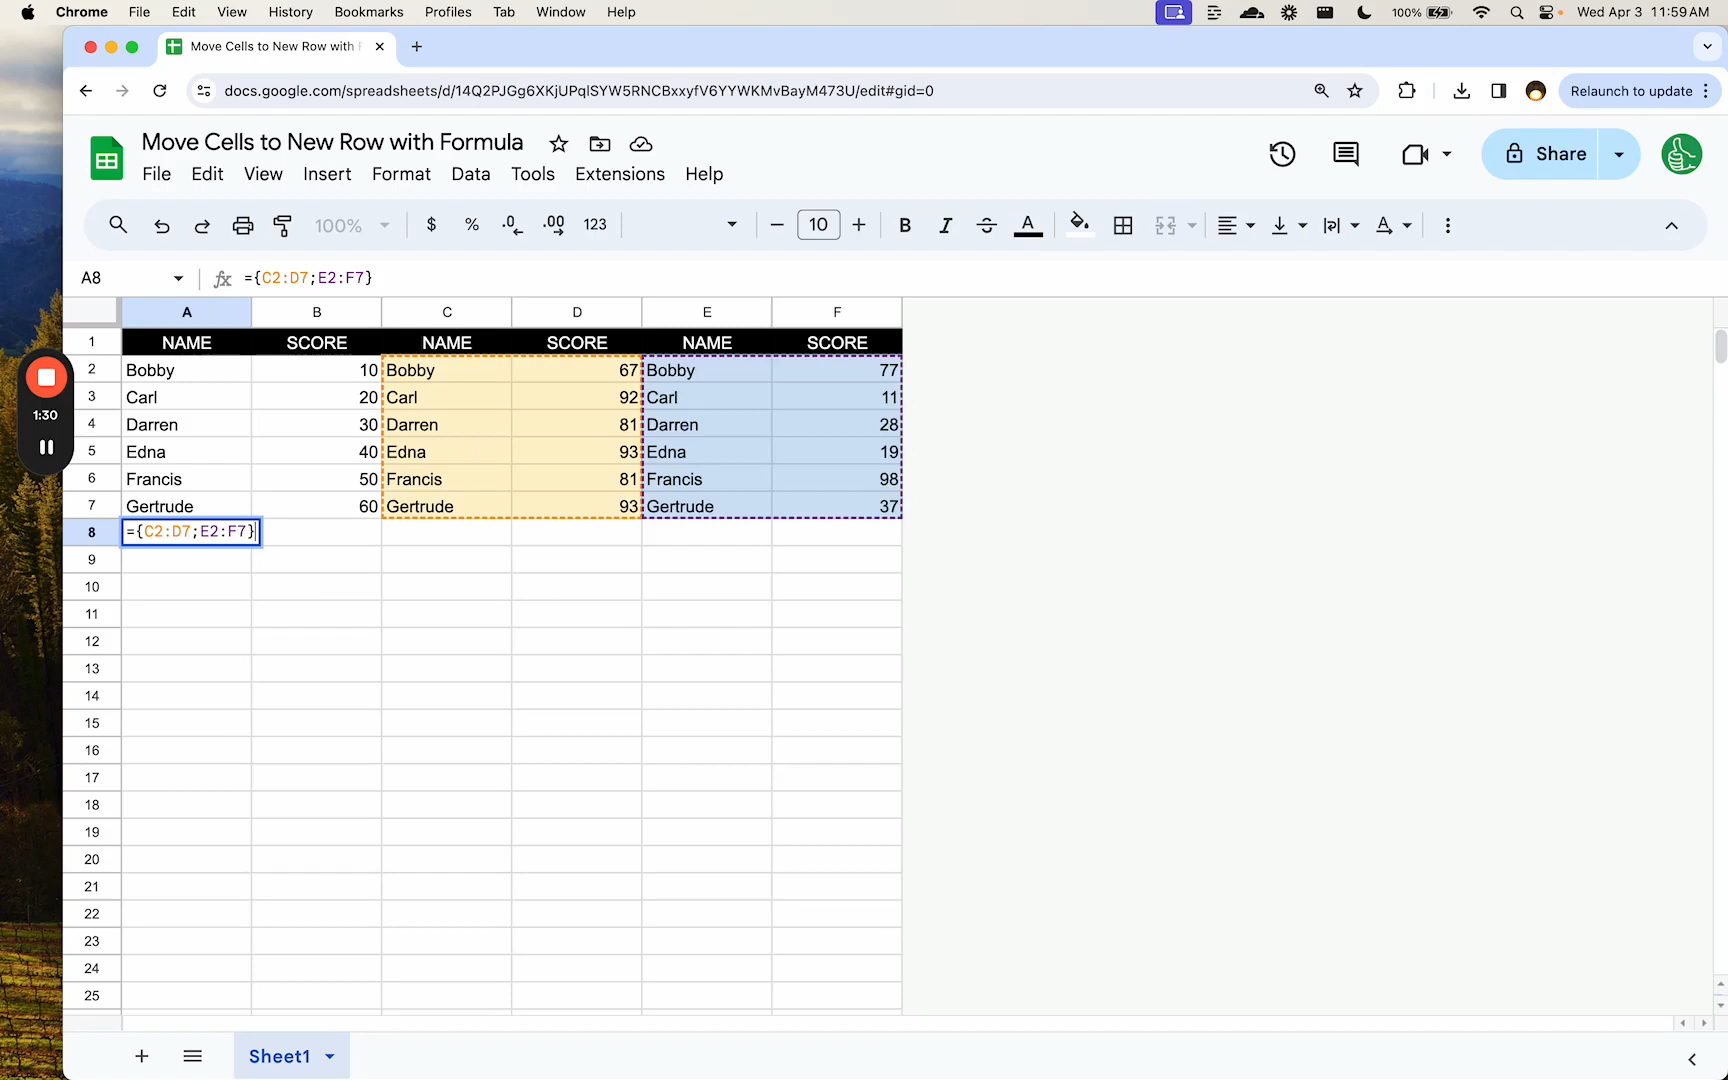 Chrome File Edit View History Bookmarks Profiles Tab Window Help 100% Wed Apr 3 11:59 AM
Move Cells to New Row with
docs.google.com/spreadsheets/d/14Q2PJGg6XKjUPqlSYW5RNCBxxyfV6YYWKMvBayM473U/edit#gid=0 Relaunch to update
Move Cells to New Row with Formula
Share
File Edit View Insert Format Data Tools Extensions Help
100% $ % .0 .00 123 10 B I A A
A8 fx ={C2:D7;E2:F7}
A B C D E F
1 NAME SCORE NAME SCORE NAME SCORE
2 Bobby 10 Bobby 67 Bobby 77
3 Carl 20 Carl 92 Carl 11
4 Darren 30 Darren 81 Darren 28
5 Edna 40 Edna 93 Edna 19
6 Francis 50 Francis 81 Francis 98
7 Gertrude 60 Gertrude 93 Gertrude 37
8 ={C2:D7;E2:F7}
9
10
11
12
13
14
15
16
17
18
19
20
21
22
23
24
25
1:30
Sheet1